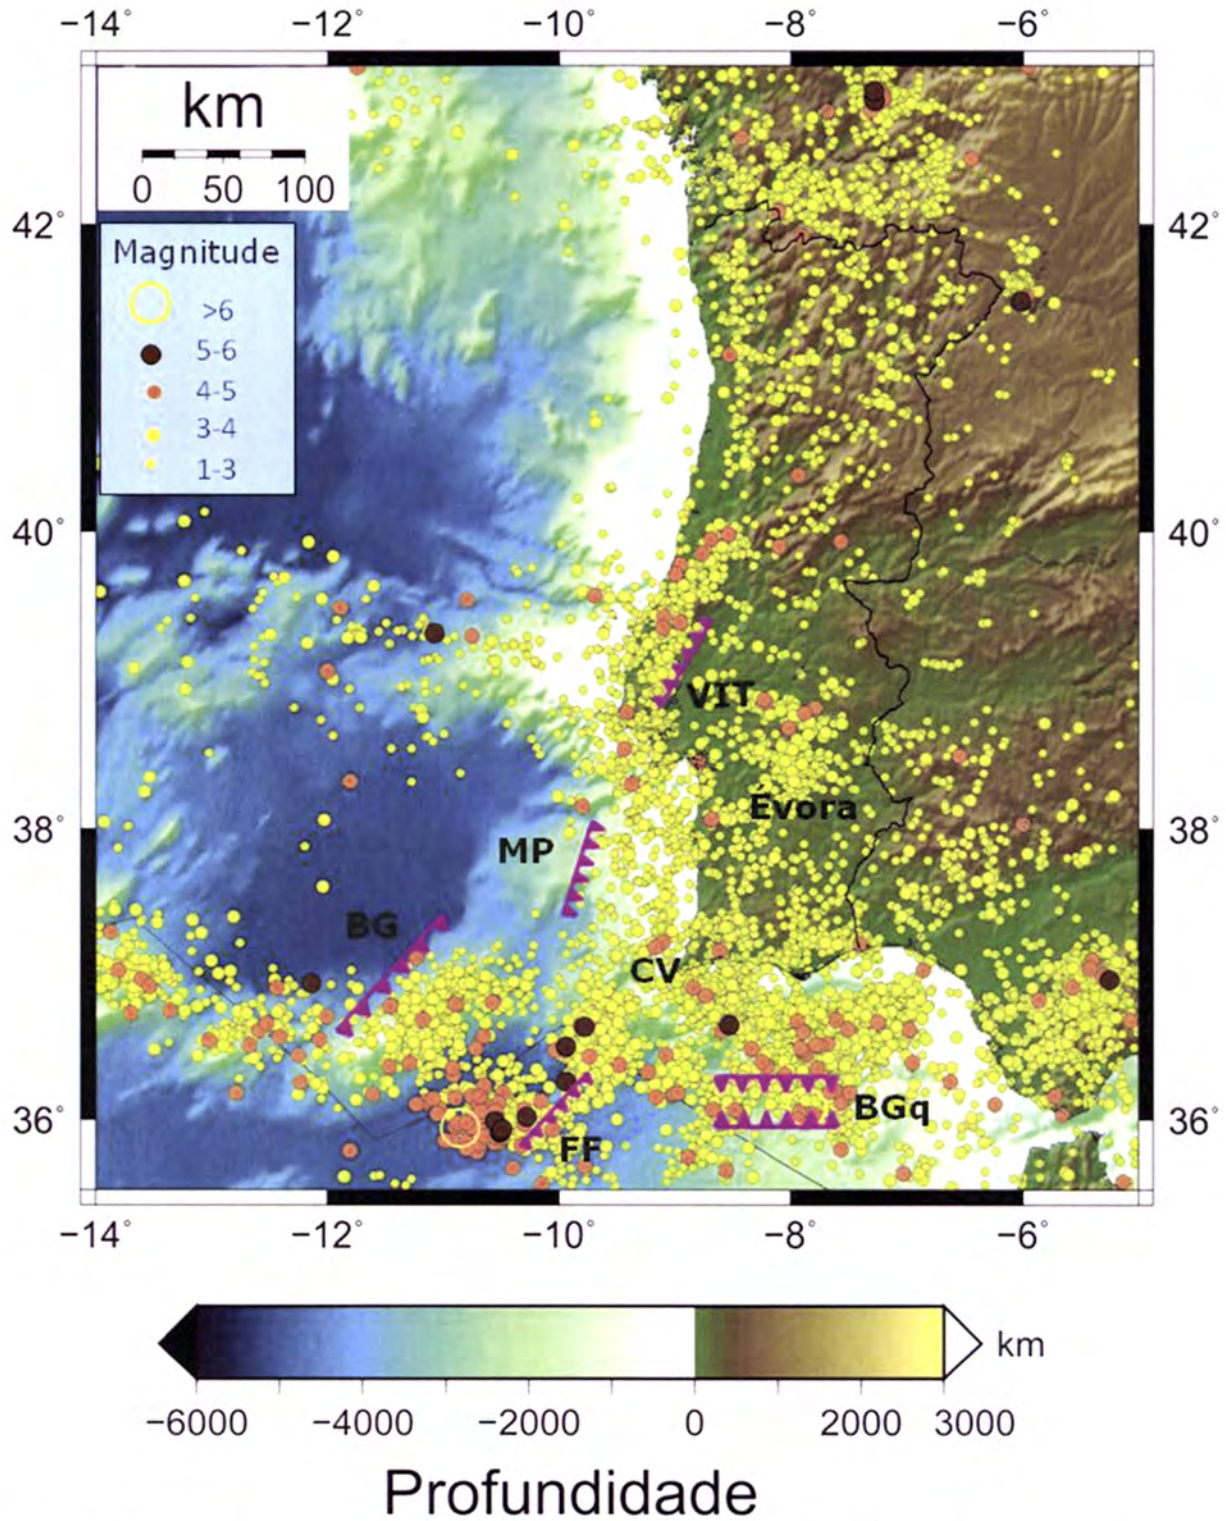 −14° −12° −10° −8° −6°
km
0 50 100
42° 42°
Magnitude
>6
5-6
4-5
3-4
1-3
40° 40°
VIT
Évora
38° 38°
MP
BG
CV
BGq
36° 36°
FF
−14° −12° −10° −8° −6°
km
−6000 −4000 −2000 0 2000 3000
Profundidade